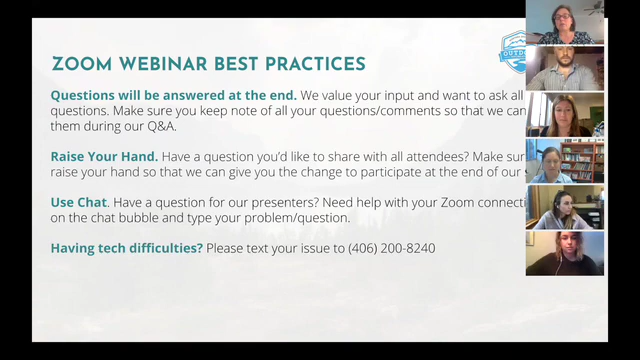 ZOOM WEBINAR BEST PRACTICES
OUTDO
Questions will be answered at the end. We value your input and want to ask all
questions. Make sure you keep note of all your questions/comments so that we can
them during our Q&A.
Raise Your Hand. Have a question you'd like to share with all attendees? Make sur
raise your hand so that we can give you the change to participate at the end of our
Use Chat. Have a question for our presenters? Need help with your Zoom connecti
on the chat bubble and type your problem/question.
Having tech difficulties? Please text your issue to (406) 200-8240